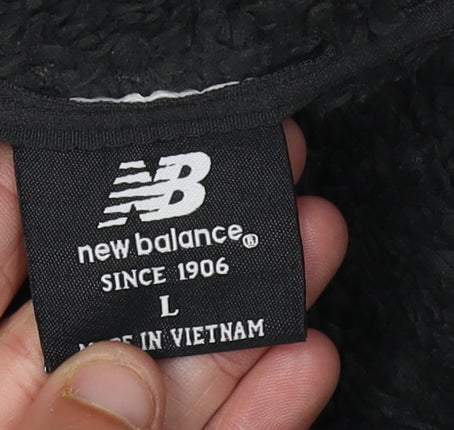 NB
new balance®
SINCE 1906
L
IN VIETNAM